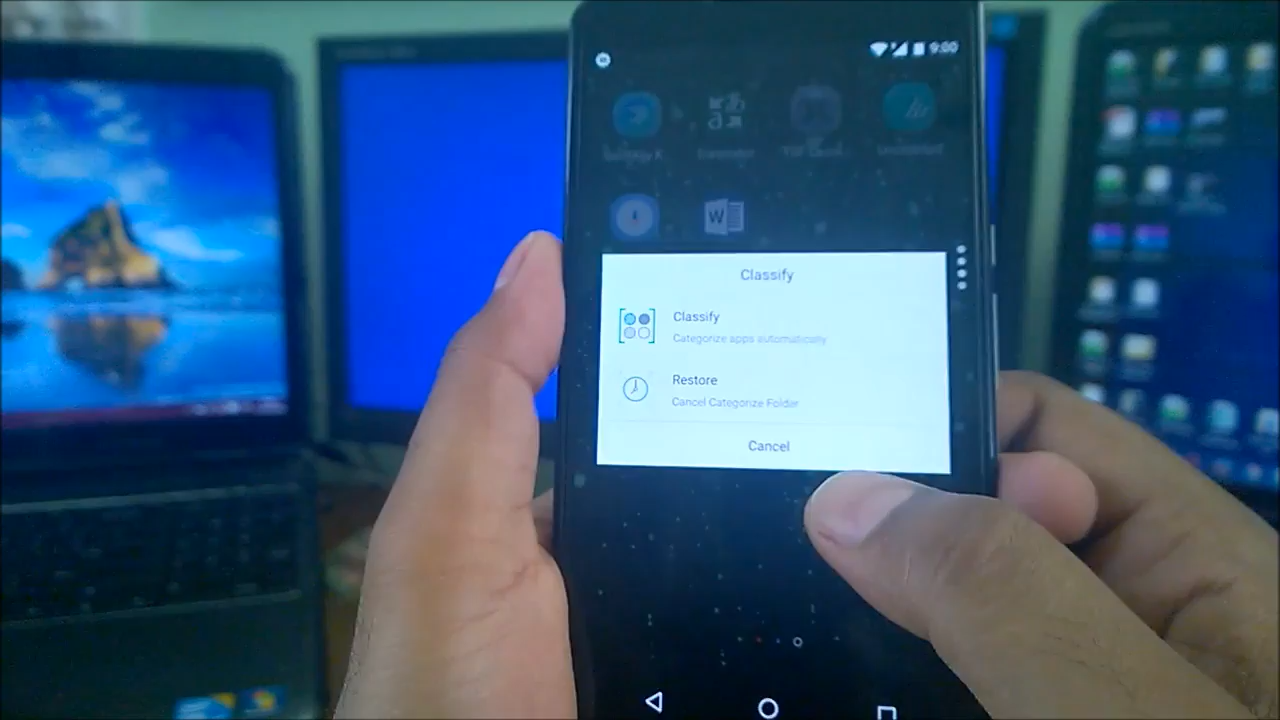 9:00
W
Classify
Classify
Categorize apps automatically
Restore
Cancel Categorize Folder
Cancel